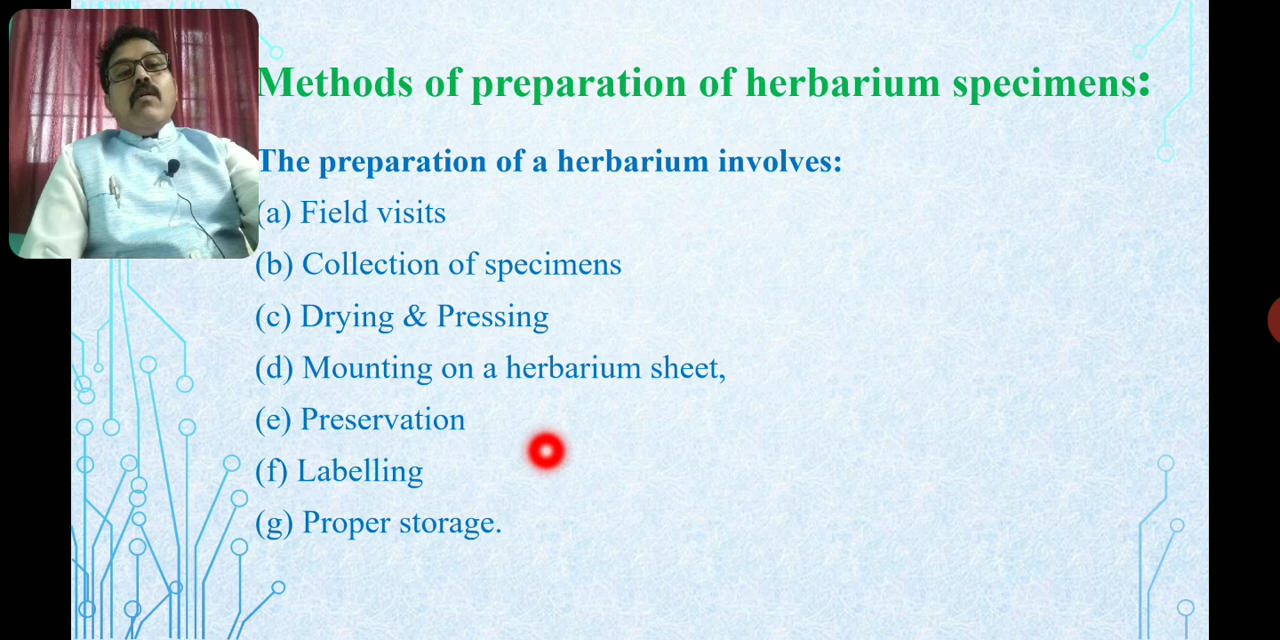 Methods of preparation of herbarium specimens:
The preparation of a herbarium involves:
(a) Field visits
(b) Collection of specimens
(c) Drying & Pressing
(d) Mounting on a herbarium sheet,
(e) Preservation
(f) Labelling
(g) Proper storage.